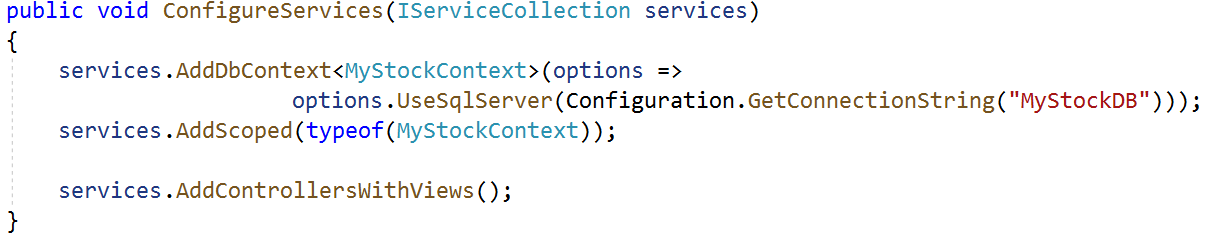 public void ConfigureServices(IServiceCollection services)
{
    services.AddDbContext<MyStockContext>(options =>
                      options.UseSqlServer(Configuration.GetConnectionString("MyStockDB")));
    services.AddScoped(typeof(MyStockContext));

    services.AddControllersWithViews();
}